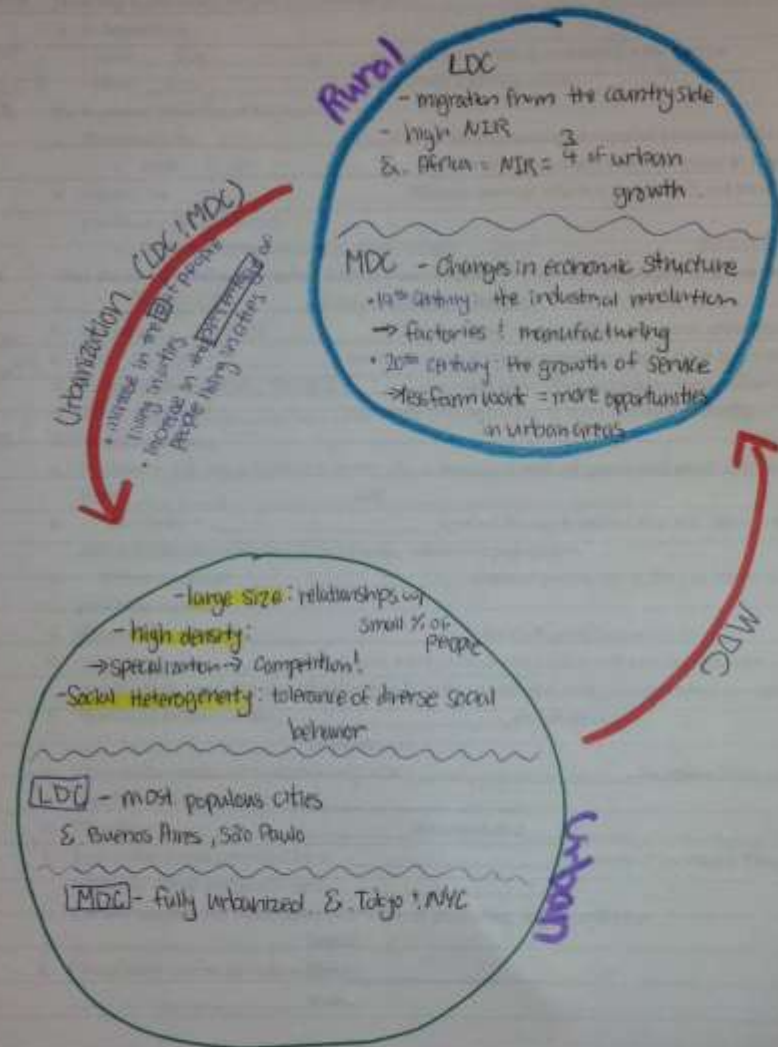 Rural
LDC
- migration from the countryside
- high NIR
&. Africa = NIR = 3/4 of urban
growth.
MDC - Changes in economic structure
• 19th Century: the industrial revolution
→ factories ! manufacturing
• 20th Century: the growth of service
→ less farm work = more opportunities
in urban areas
Urbanization (LDC ! MDC)
• increase in the # of people
living in cities
• increase in the percentage of
people living in cities
MDC
Urban
- large size: relationships w/
small % of
people
- high density:
→ specialization → Competition!
- Social Heterogeneity: tolerance of diverse social
behavior
LDC - most populous cities
&. Buenos Aires, São Paulo
MDC - fully urbanized &. Tokyo + NYC